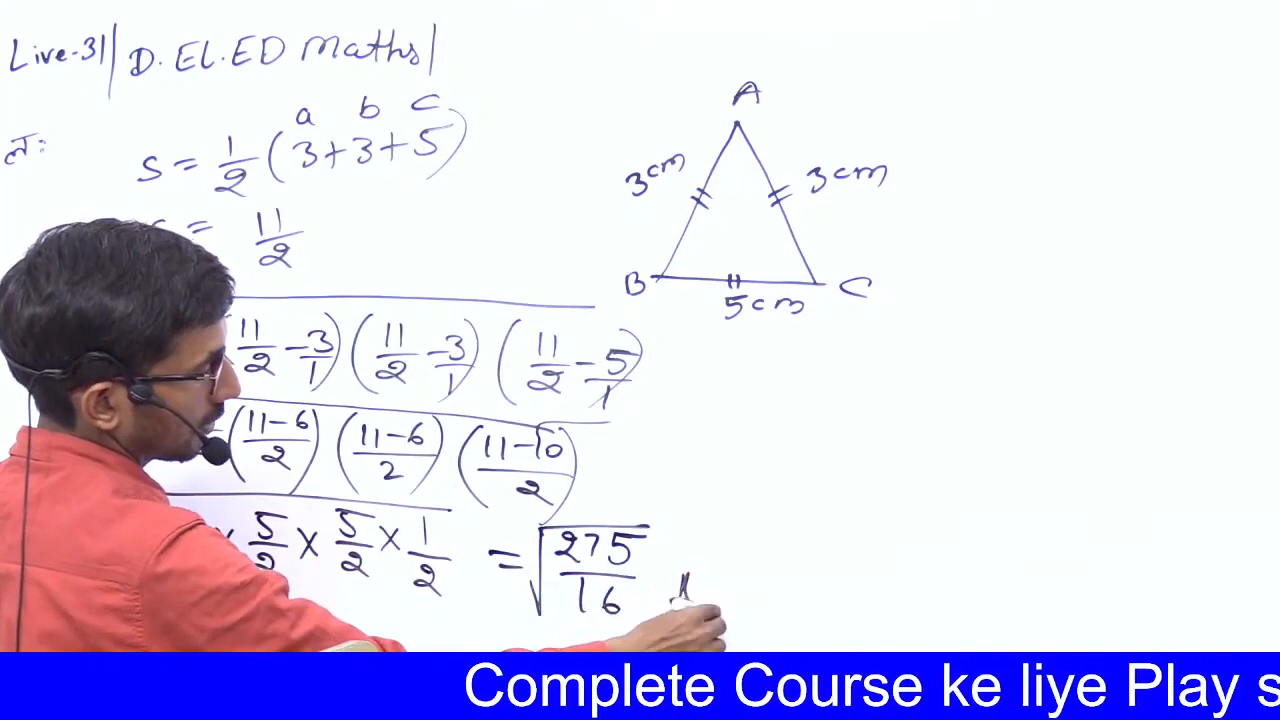 Live-31| D.EL.ED Maths|
a b c
S = 1/2 (3+3+5)
= 11/2
(11/2 - 3/1) (11/2 - 3/1) (11/2 - 5/1)
(11-6/2) (11-6/2) (11-10/2)
× 5/2 × 5/2 × 1/2 = √275/16
A
3cm 3cm
B C
5cm
Complete Course ke liye Play s